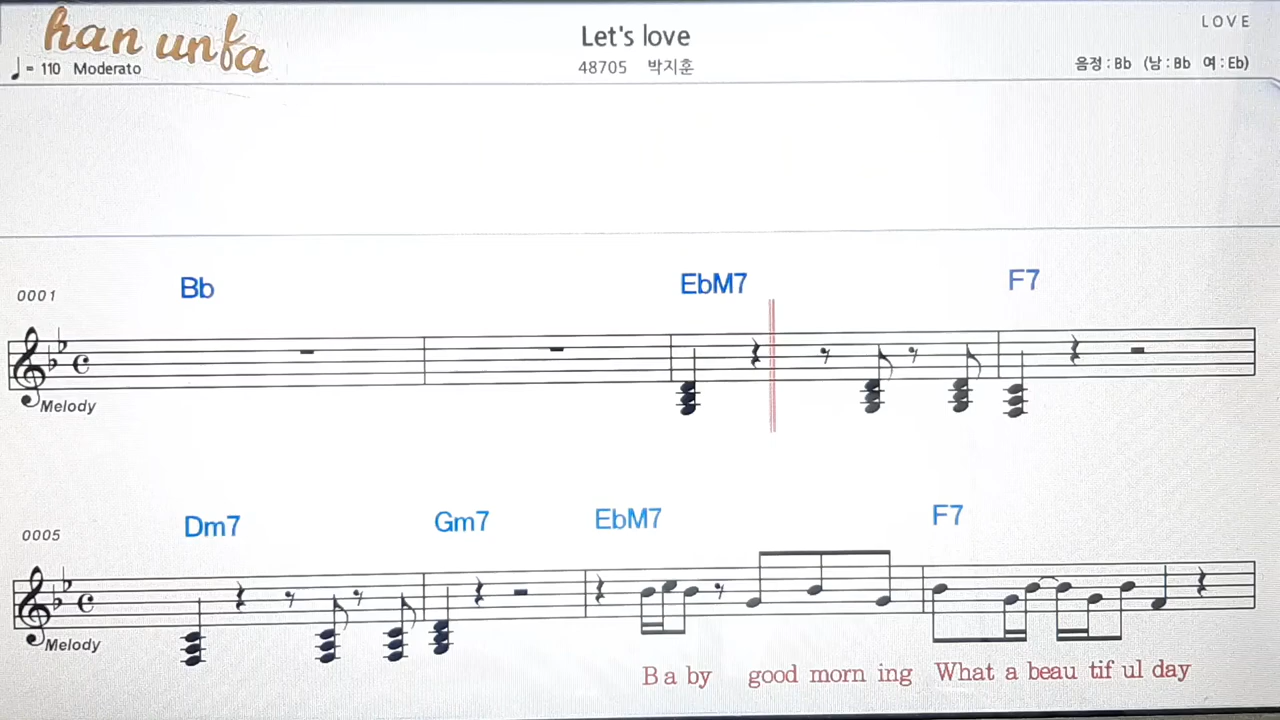 han unfa
Let's love
LOVE
♩= 110 Moderato
48705 박지훈
음정 : Bb (남 : Bb 여 : Eb)
0001
Bb EbM7 F7
Melody
0005
Dm7 Gm7 EbM7 F7
Melody
Ba by good morn ing What a beau tif ul day